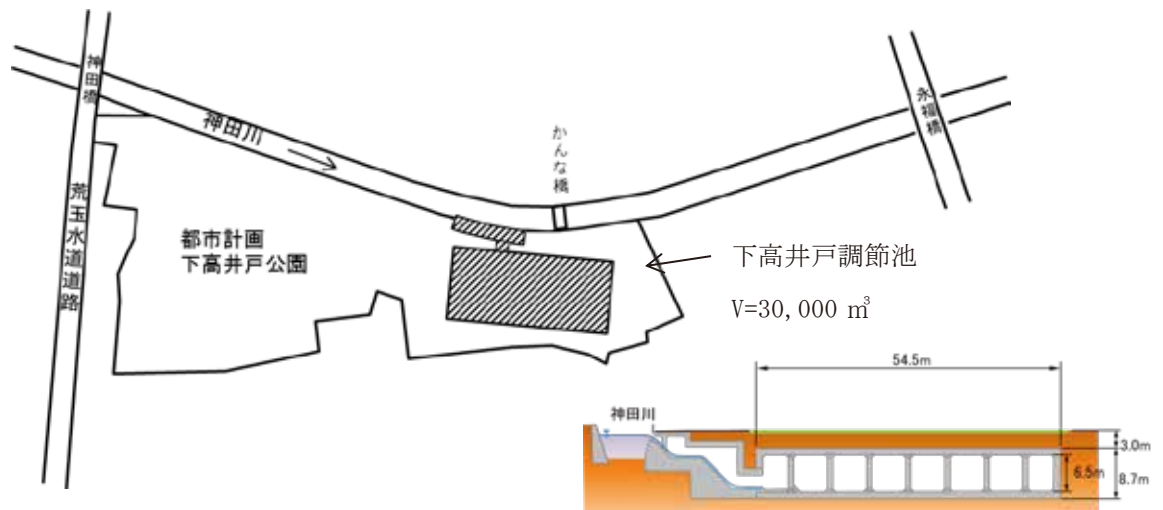 神田橋
荒玉水道道路
神田川
かんな橋
永福橋
都市計画
下高井戸公園
下高井戸調節池
V=30,000 ㎥
54.5m
神田川
3.0m
6.5m
8.7m